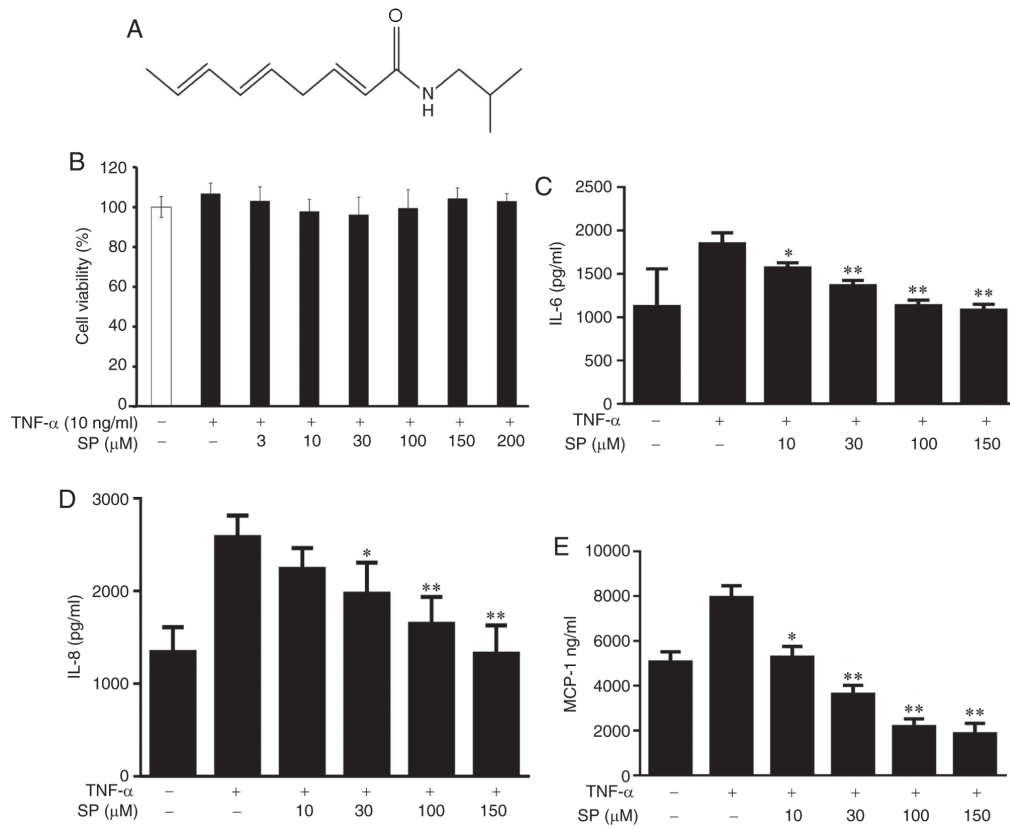 A
O
N
H
B
Cell viability (%)
120
100
80
60
40
20
0
TNF-α (10 ng/ml) – + + + + + + +
SP (μM) – – 3 10 30 100 150 200
C
IL-6 (pg/ml)
2500
2000
1500
1000
500
0
* ** ** **
TNF-α – + + + + +
SP (μM) – – 10 30 100 150
D
IL-8 (pg/ml)
3000
2000
1000
0
* ** **
TNF-α – + + + + +
SP (μM) – – 10 30 100 150
E
MCP-1 ng/ml)
10000
8000
6000
4000
2000
0
* ** ** **
TNF-α – + + + + +
SP (μM) – – 10 30 100 150